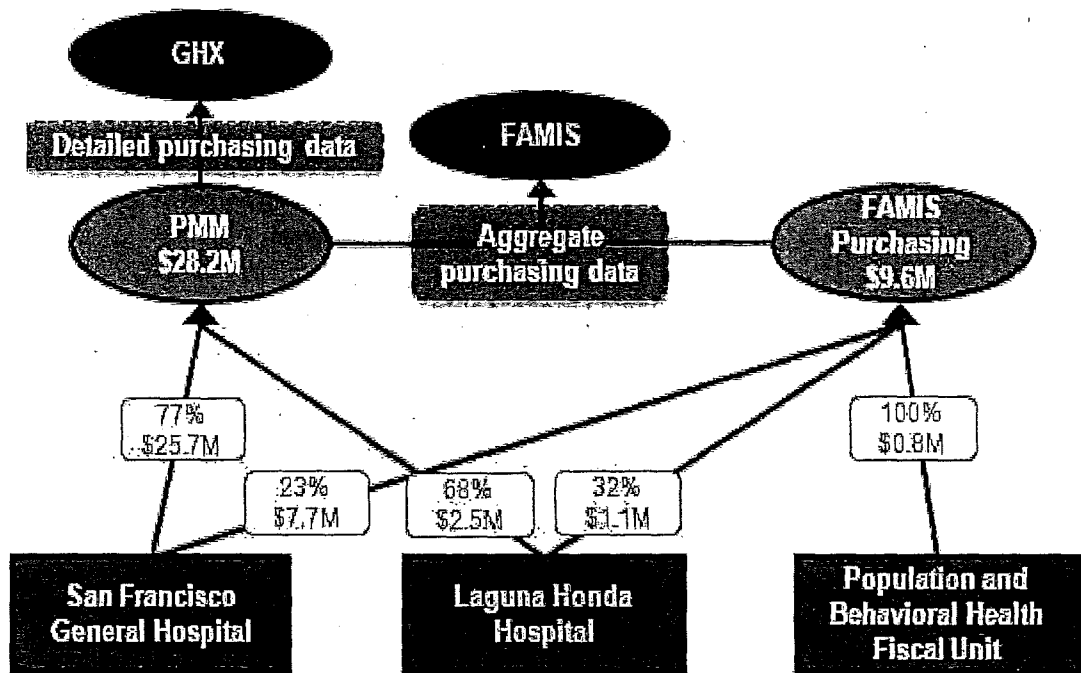 GHX
Detailed purchasing data
FAMIS
PMM
$28.2M
Aggregate
purchasing data
FAMIS
Purchasing
$9.6M
77%
$25.7M
23%
$7.7M
68%
$2.5M
32%
$1.1M
100%
$0.8M
San Francisco
General Hospital
Laguna Honda
Hospital
Population and
Behavioral Health
Fiscal Unit